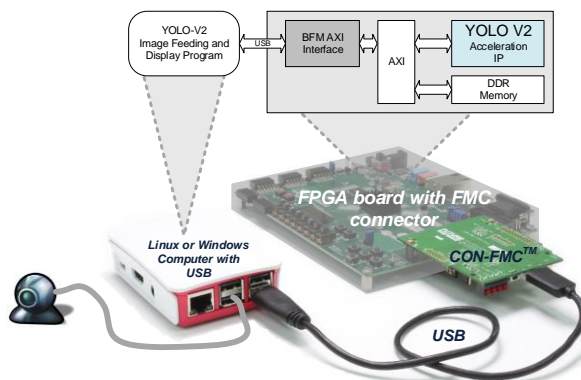 YOLO-V2
Image Feeding and
Display Program
USB
BFM AXI
Interface
AXI
YOLO V2
Acceleration
IP
DDR
Memory
FPGA board with FMC
connector
CON-FMC™
Linux or Windows
Computer with
USB
USB